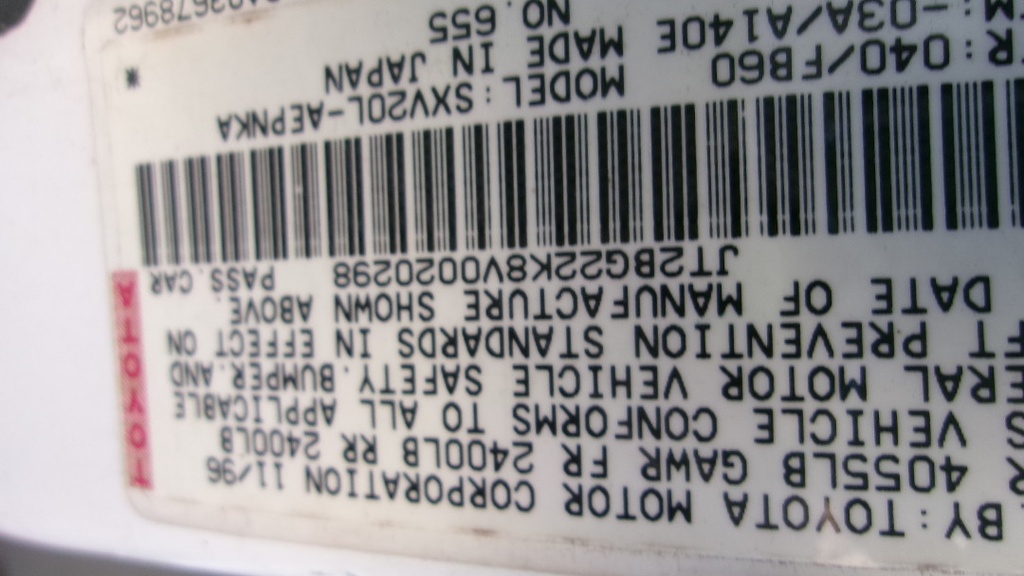 BY: TOYOTA MOTOR CORPORATION 11/96
R 4055LB GAWR FR 2400LB RR 2400LB
S VEHICLE CONFORMS TO ALL APPLICABLE
ERAL MOTOR VEHICLE SAFETY.BUMPER.AND
FT PREVENTION STANDARDS IN EFFECT ON
DATE OF MANUFACTURE SHOWN ABOVE.
JT2BG22K8V0020298 PASS.CAR
TOYOTA
MODEL: SXV20L-AEPNKA
R: 040/FB60 MADE IN JAPAN *
M: -03A/A140E NO. 655